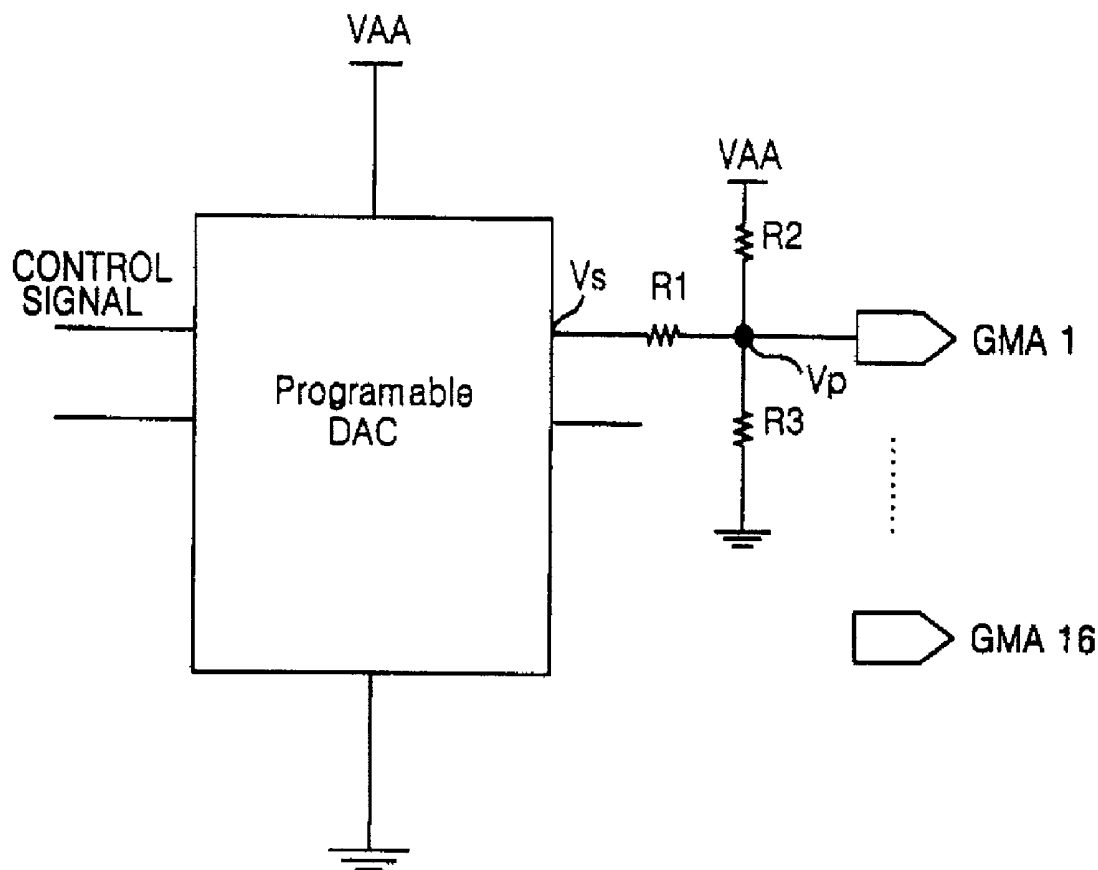 VAA
VAA
R2
CONTROL
SIGNAL
Vs
R1
GMA 1
Vp
Programable
DAC
R3
GMA 16